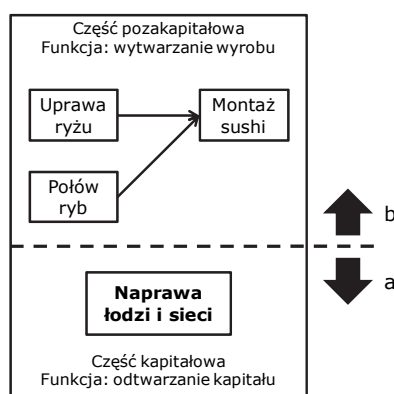 Część pozakapitałowa
Funkcja: wytwarzanie wyrobu
Uprawa
ryżu
Montaż
sushi
Połów
ryb
b
a
Naprawa
łodzi i sieci
Część kapitałowa
Funkcja: odtwarzanie kapitału